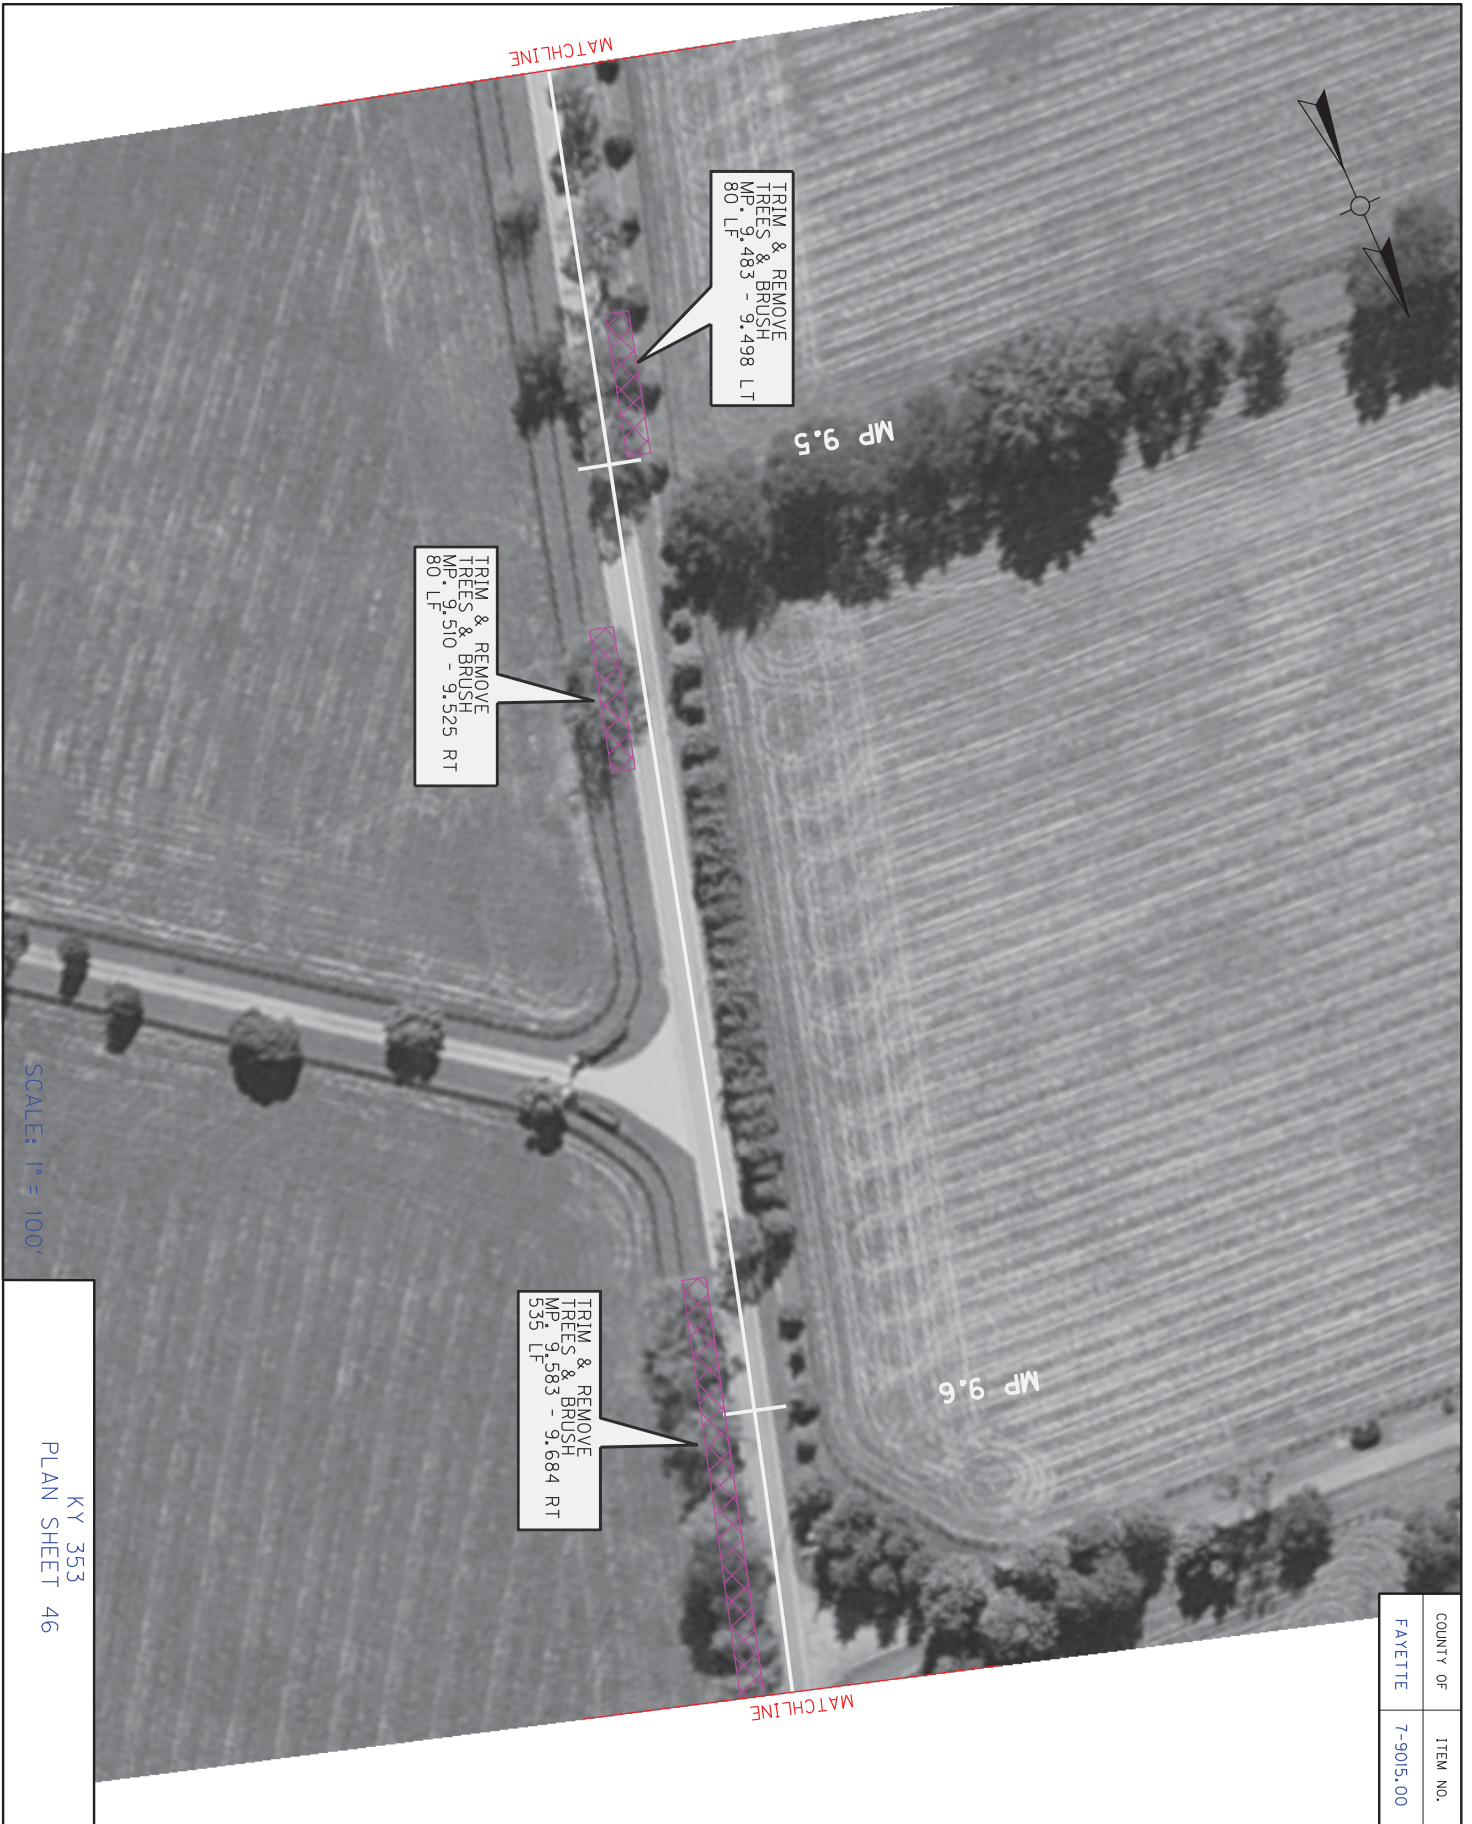 COUNTY OF
ITEM NO.
FAYETTE
7-9015.00
MATCHLINE
TRIM & REMOVE
TREES & BRUSH
MP. 9.483 - 9.498 LT
80 LF
MP 9.5
TRIM & REMOVE
TREES & BRUSH
MP. 9.510 - 9.525 RT
80 LF
MP 9.6
TRIM & REMOVE
TREES & BRUSH
MP. 9.583 - 9.684 RT
535 LF
MATCHLINE
SCALE: 1" = 100'
KY 353
PLAN SHEET 46